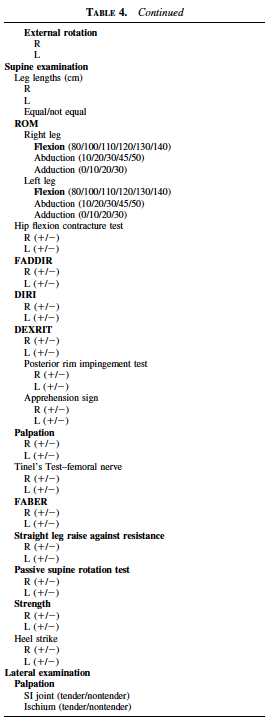 TABLE 4. Continued
External rotation
R
L
Supine examination
Leg lengths (cm)
R
L
Equal/not equal
ROM
Right leg
Flexion (80/100/110/120/130/140)
Abduction (10/20/30/45/50)
Adduction (0/10/20/30)
Left leg
Flexion (80/100/110/120/130/140)
Abduction (10/20/30/45/50)
Adduction (0/10/20/30)
Hip flexion contracture test
R (+/−)
L (+/−)
FADDIR
R (+/−)
L (+/−)
DIRI
R (+/−)
L (+/−)
DEXRIT
R (+/−)
L (+/−)
Posterior rim impingement test
R (+/−)
L (+/−)
Apprehension sign
R (+/−)
L (+/−)
Palpation
R (+/−)
L (+/−)
Tinel's Test–femoral nerve
R (+/−)
L (+/−)
FABER
R (+/−)
L (+/−)
Straight leg raise against resistance
R (+/−)
L (+/−)
Passive supine rotation test
R (+/−)
L (+/−)
Strength
R (+/−)
L (+/−)
Heel strike
R (+/−)
L (+/−)
Lateral examination
Palpation
SI joint (tender/nontender)
Ischium (tender/nontender)